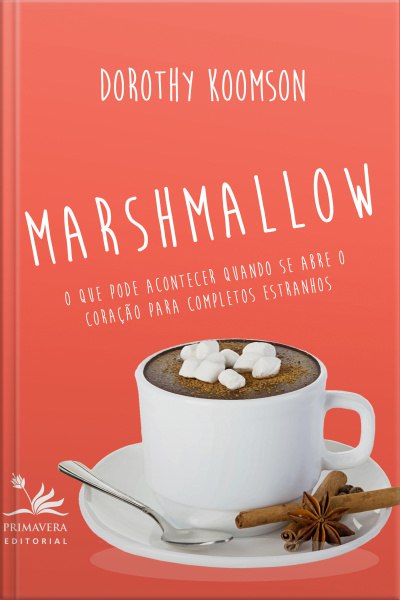 DOROTHY KOOMSON
MARSHMALLOW
O QUE PODE ACONTECER QUANDO SE ABRE O
CORAÇÃO PARA COMPLETOS ESTRANHOS
PRIMAVERA
EDITORIAL